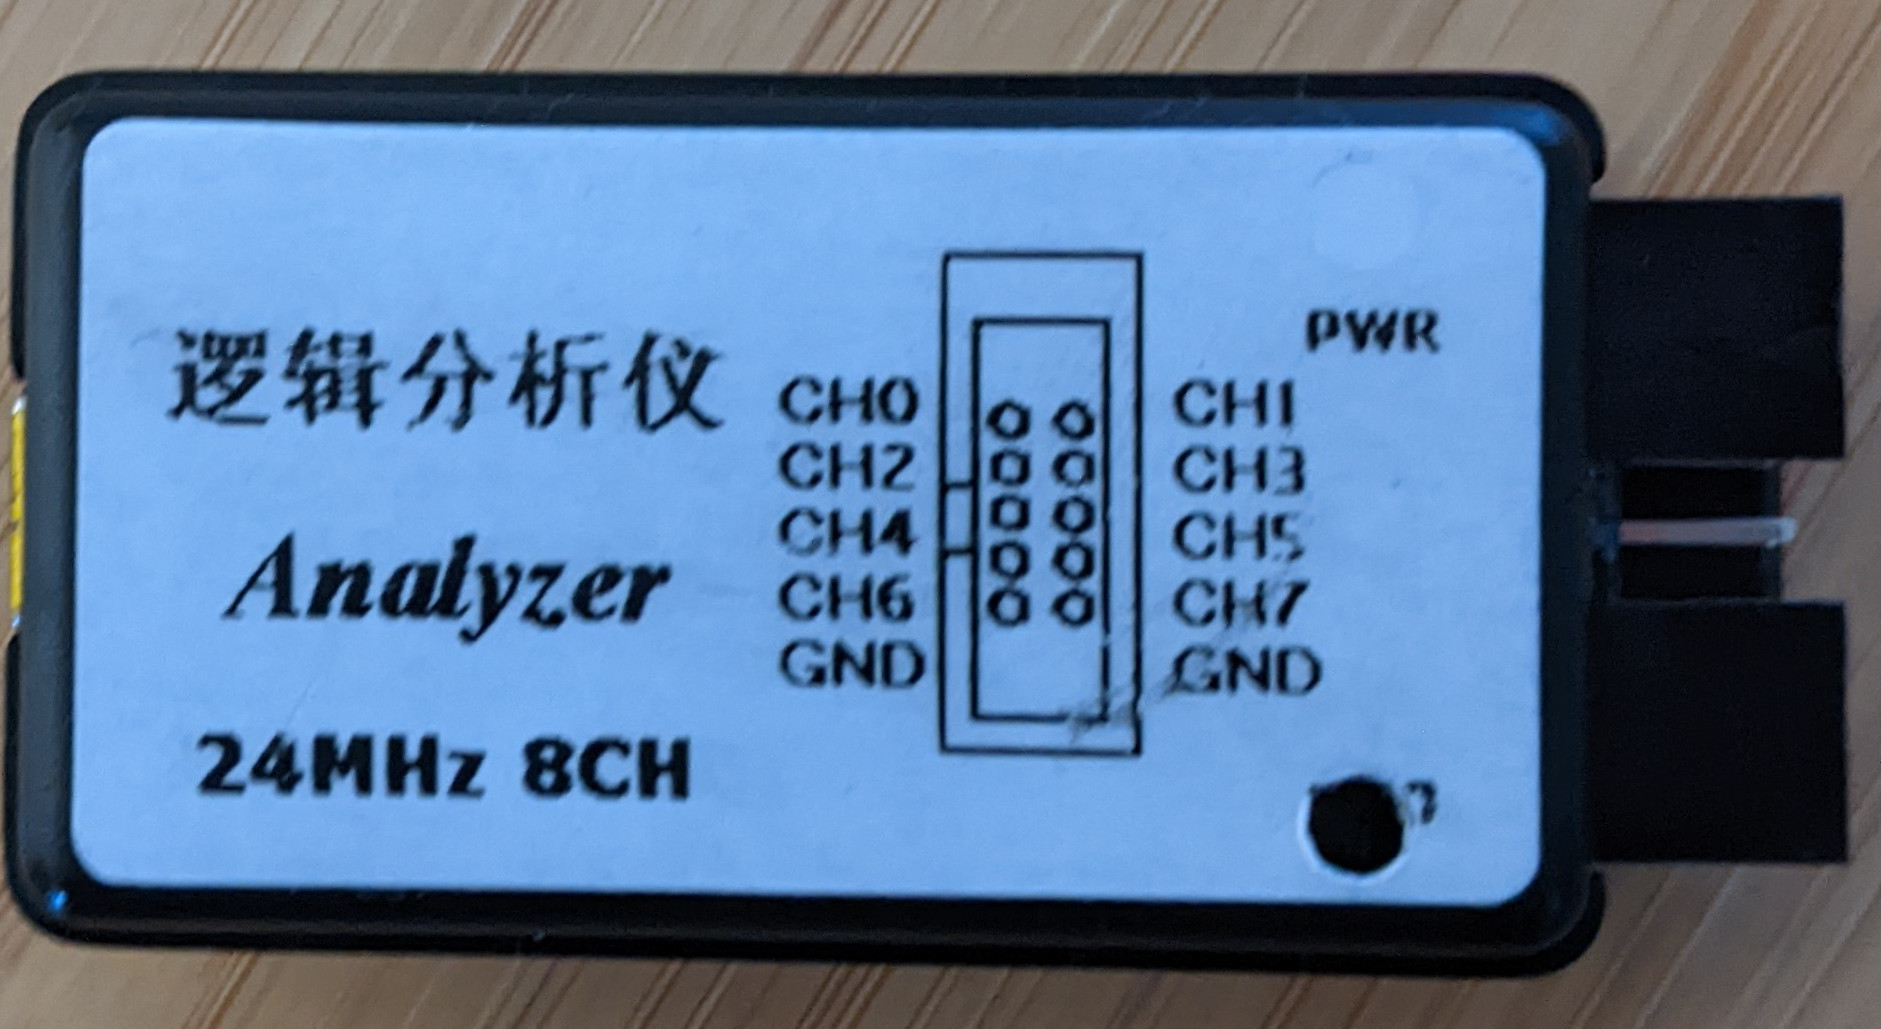 逻辑分析仪
Analyzer
24MHz 8CH
CH0 CH1
CH2 CH3
CH4 CH5
CH6 CH7
GND GND
PWR